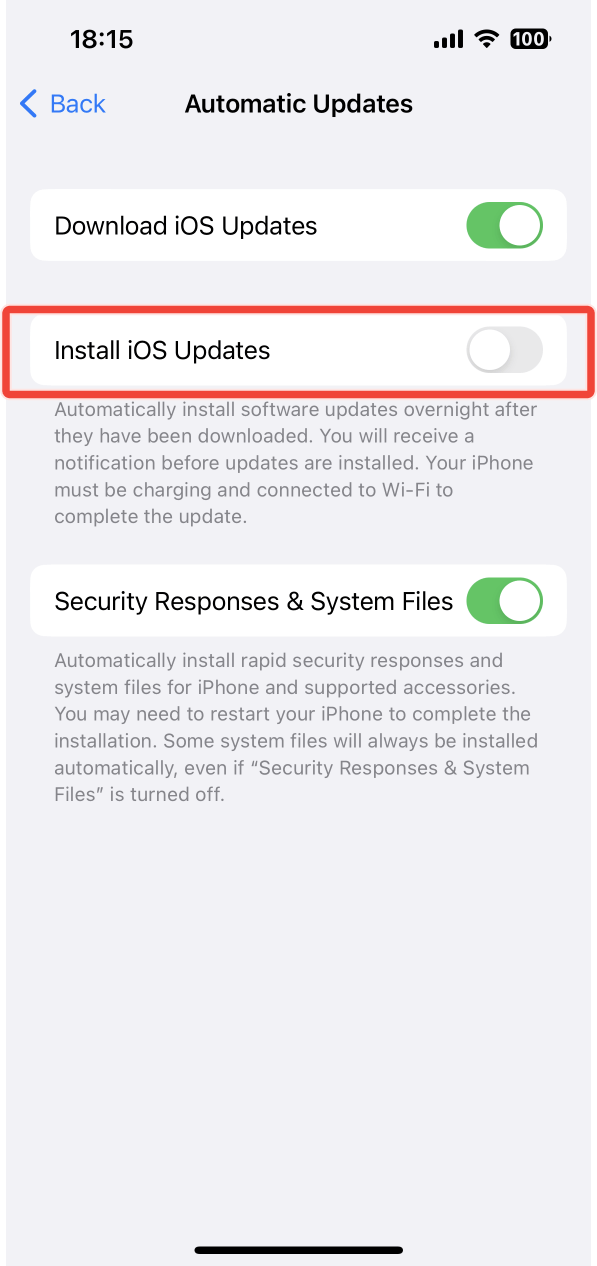 18:15
100
Back
Automatic Updates
Download iOS Updates
Install iOS Updates
Automatically install software updates overnight after
they have been downloaded. You will receive a
notification before updates are installed. Your iPhone
must be charging and connected to Wi-Fi to
complete the update.
Security Responses & System Files
Automatically install rapid security responses and
system files for iPhone and supported accessories.
You may need to restart your iPhone to complete the
installation. Some system files will always be installed
automatically, even if “Security Responses & System
Files” is turned off.